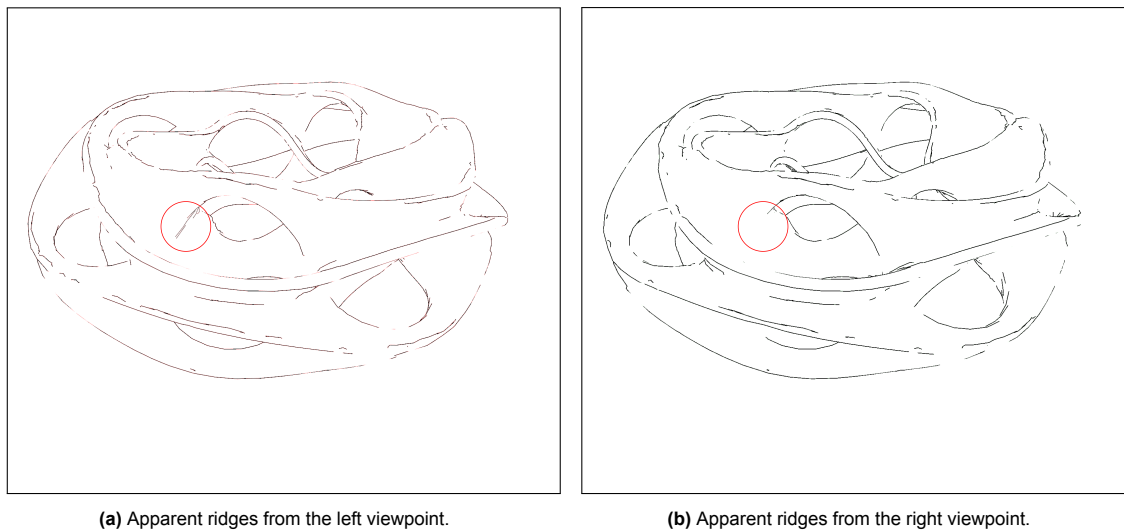 (a) Apparent ridges from the left viewpoint.
(b) Apparent ridges from the right viewpoint.